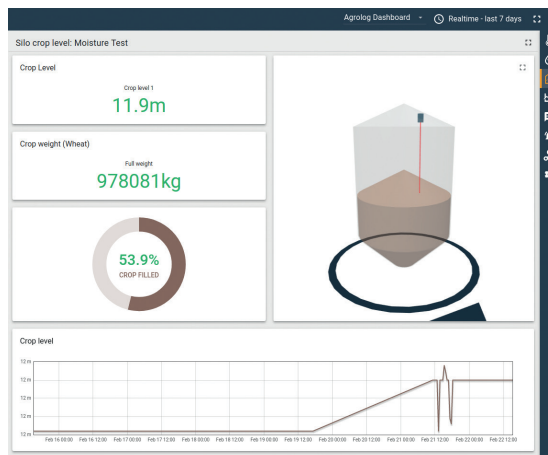 Agrolog Dashboard
Realtime - last 7 days
Silo crop level: Moisture Test
Crop Level
Crop level 1
11.9m
Crop weight (Wheat)
Full weight
978081kg
53.9%
CROP FILLED
Crop level
12 m
12 m
12 m
12 m
12 m
Feb 16 00:00 Feb 16 12:00 Feb 17 00:00 Feb 17 12:00 Feb 18 00:00 Feb 18 12:00 Feb 19 00:00 Feb 19 12:00 Feb 20 00:00 Feb 20 12:00 Feb 21 00:00 Feb 21 12:00 Feb 22 00:00 Feb 22 12:00